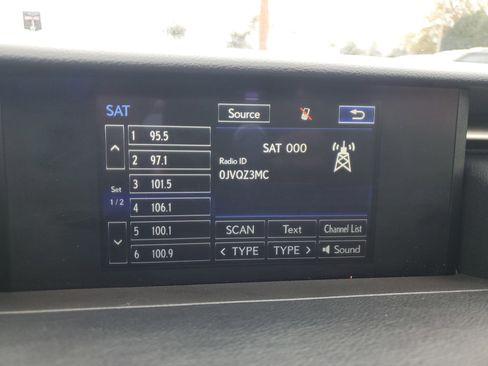 SAT
Source
1 95.5
2 97.1
3 101.5
4 106.1
5 100.1
6 100.9
Set
1/2
SAT 000
Radio ID
0JVQZ3MC
SCAN
Text
Channel List
< TYPE
TYPE >
Sound